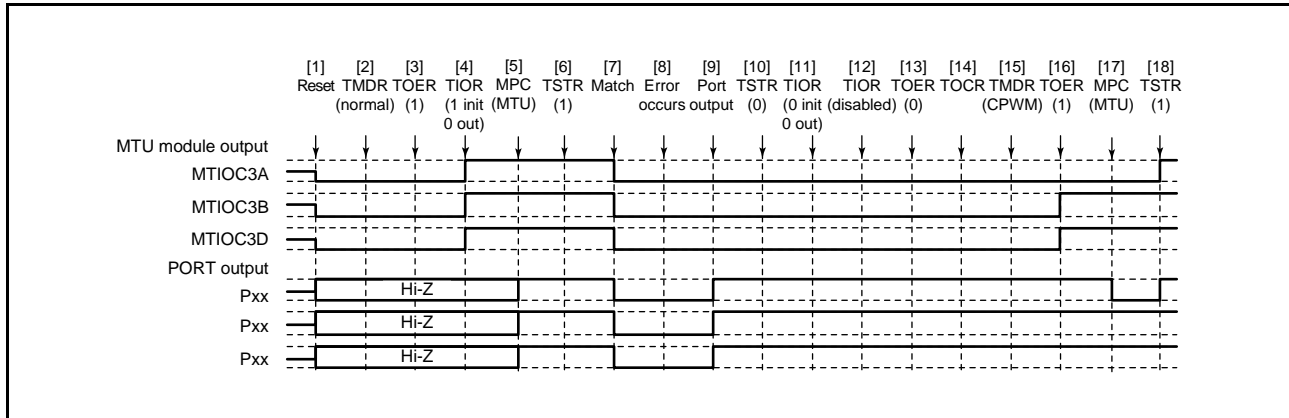 [1] [2] [3] [4] [5] [6] [7] [8] [9] [10] [11] [12] [13] [14] [15] [16] [17] [18]
Reset TMDR TOER TIOR MPC TSTR Match Error Port TSTR TIOR TIOR TOER TOCR TMDR TOER MPC TSTR
(normal) (1) (1 init (MTU) (1) occurs output (0) (0 init (disabled) (0) (CPWM) (1) (MTU) (1)
0 out) 0 out)
MTU module output
MTIOC3A
MTIOC3B
MTIOC3D
PORT output
Pxx Hi-Z
Pxx Hi-Z
Pxx Hi-Z